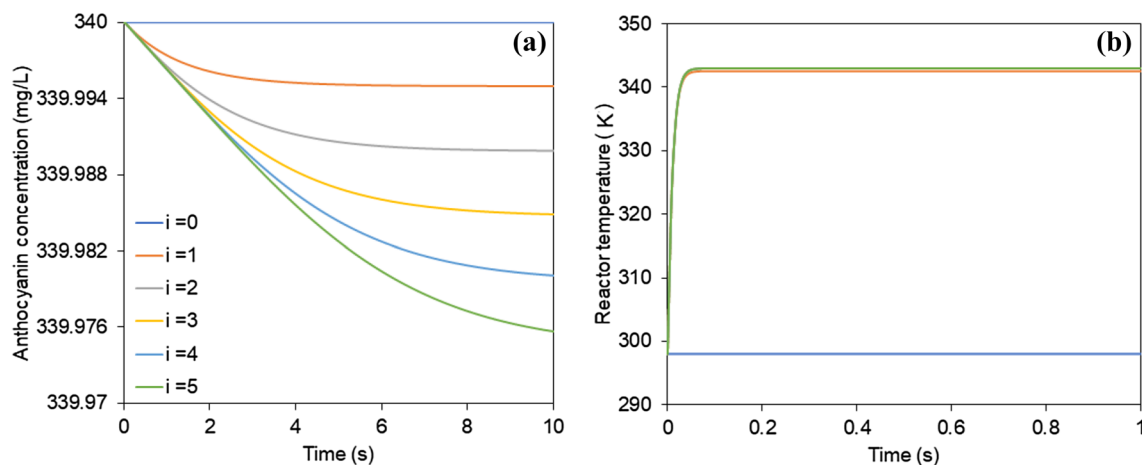 (a)
Anthocyanin concentration (mg/L)
340
339.994
339.988
339.982
339.976
339.97
i =0
i =1
i =2
i =3
i =4
i =5
0 2 4 6 8 10
Time (s)
(b)
Reactor temperature ( K)
350
340
330
320
310
300
290
0 0.2 0.4 0.6 0.8 1
Time (s)